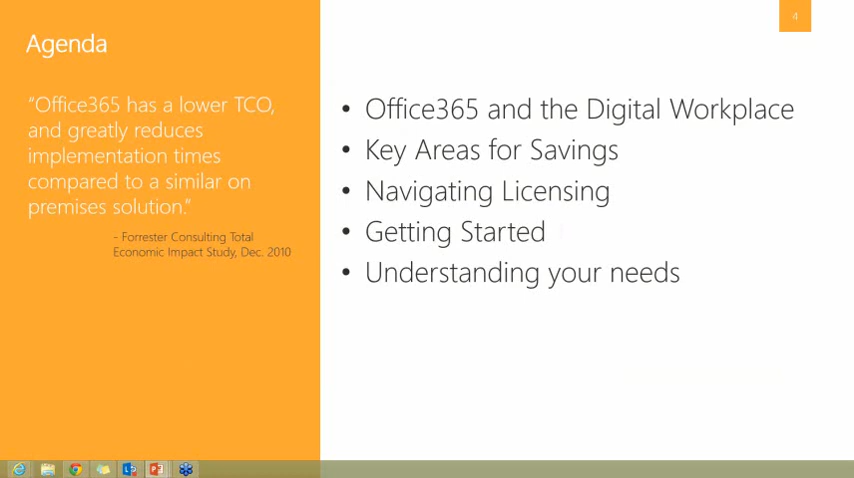 4
Agenda
"Office365 has a lower TCO,
and greatly reduces
implementation times
compared to a similar on
premises solution."
- Forrester Consulting Total
Economic Impact Study, Dec. 2010
• Office365 and the Digital Workplace
• Key Areas for Savings
• Navigating Licensing
• Getting Started
• Understanding your needs